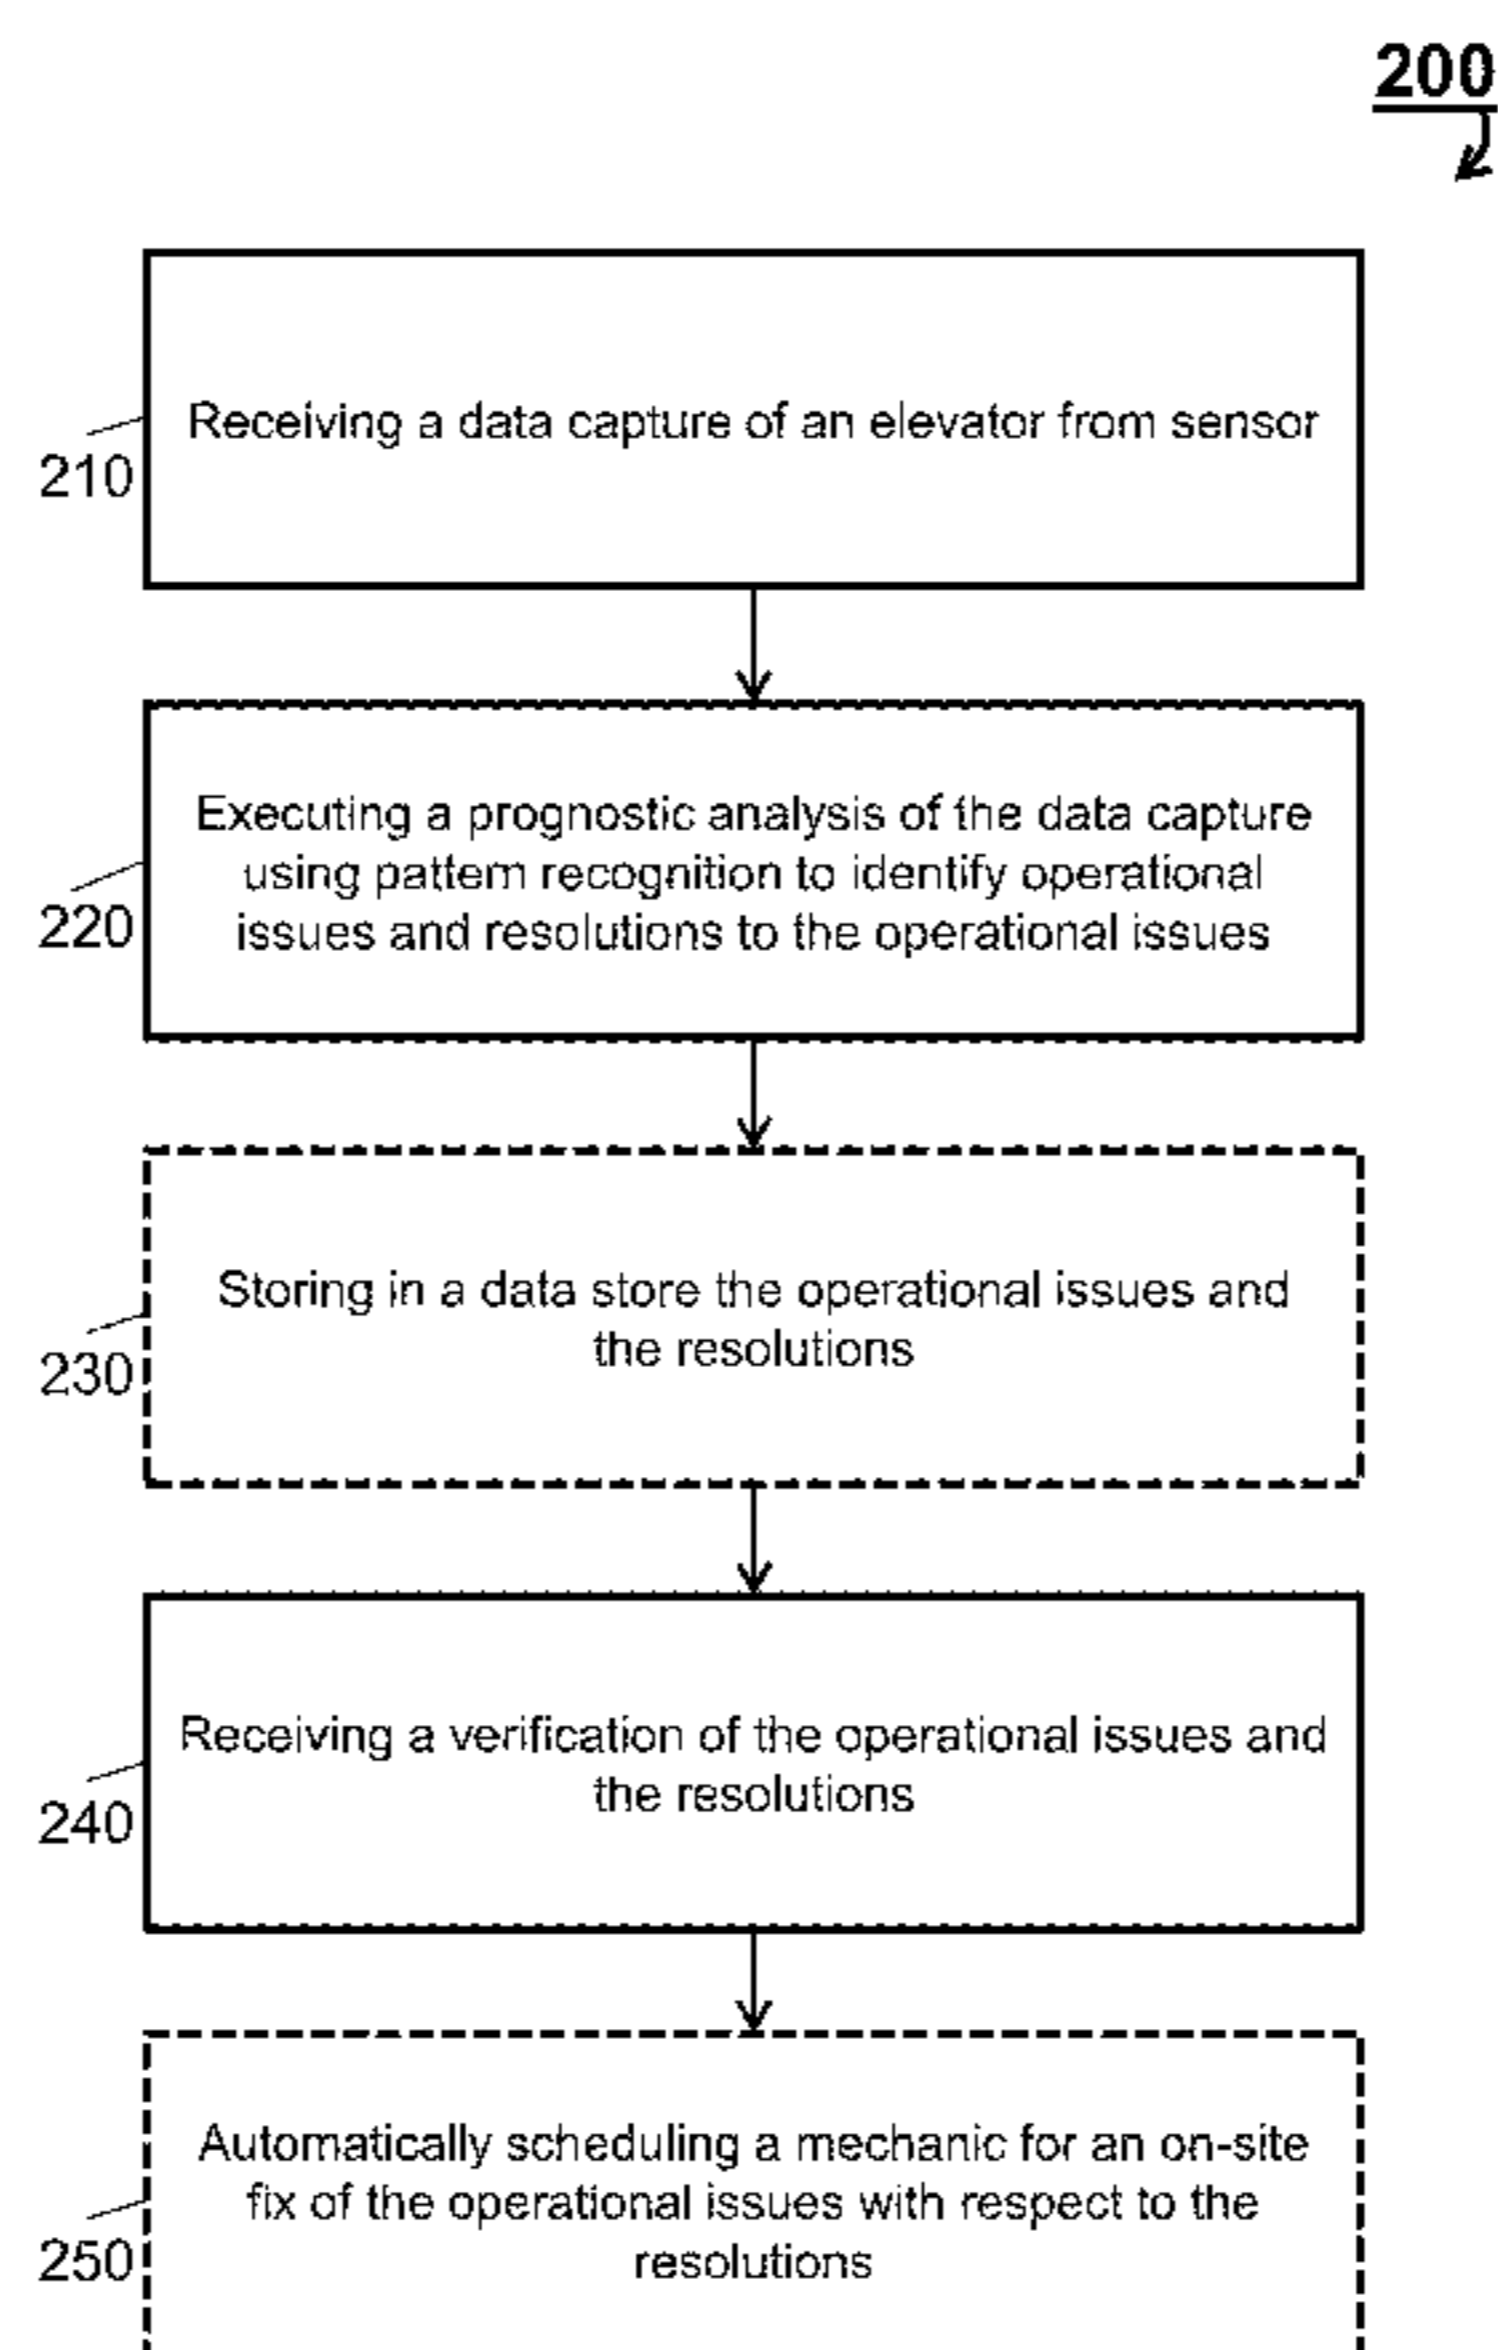 200
Receiving a data capture of an elevator from sensor
210
Executing a prognostic analysis of the data capture
using pattern recognition to identify operational
issues and resolutions to the operational issues
220
Storing in a data store the operational issues and
the resolutions
230
Receiving a verification of the operational issues and
the resolutions
240
Automatically scheduling a mechanic for an on-site
fix of the operational issues with respect to the
resolutions
250